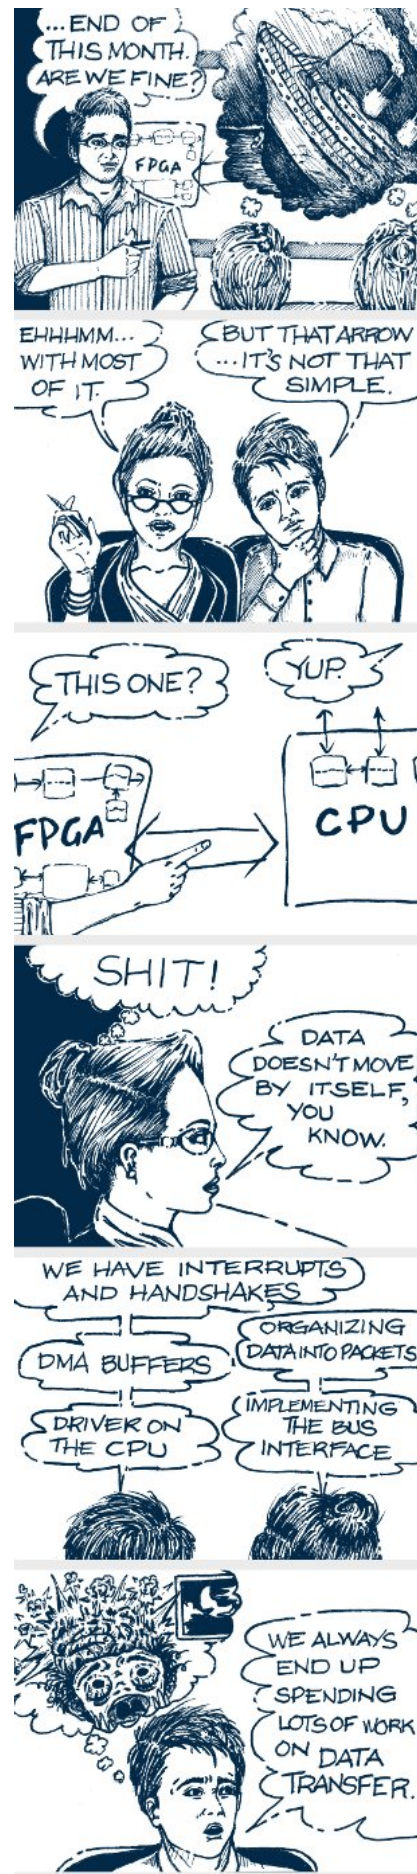 ...END OF
THIS MONTH.
ARE WE FINE?
FPGA
EHHHMM...
WITH MOST
OF IT.
BUT THAT ARROW
...IT'S NOT THAT
SIMPLE.
THIS ONE?
YUP.
FPGA
CPU
SHIT!
DATA
DOESN'T MOVE
BY ITSELF,
YOU
KNOW.
WE HAVE INTERRUPTS
AND HANDSHAKES
DMA BUFFERS
DRIVER ON
THE CPU
ORGANIZING
DATA INTO PACKETS
IMPLEMENTING
THE BUS
INTERFACE
WE ALWAYS
END UP
SPENDING
LOTS OF WORK
ON DATA
TRANSFER.